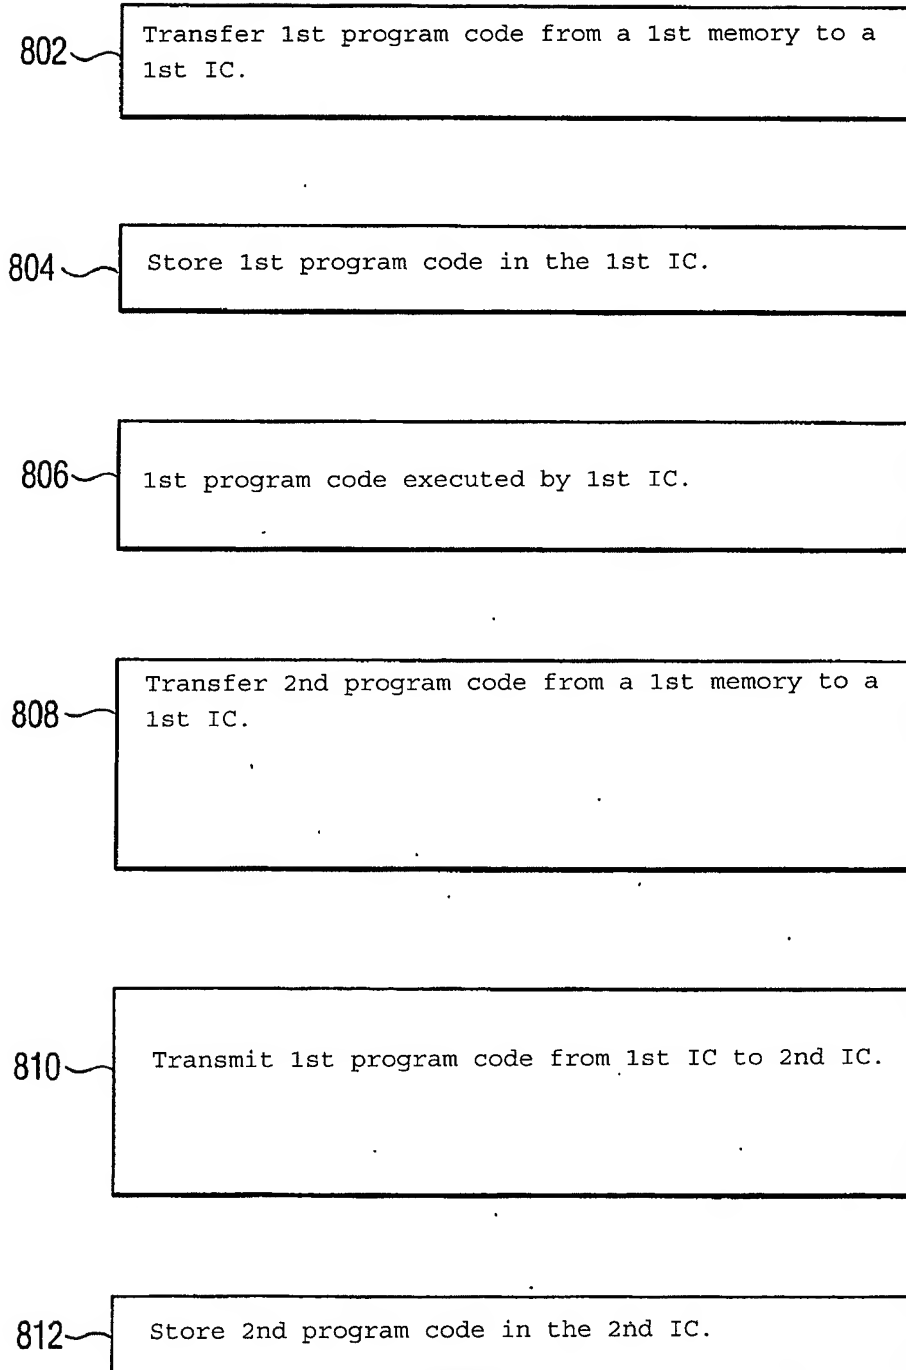 802
Transfer 1st program code from a 1st memory to a
1st IC.
804
Store 1st program code in the 1st IC.
806
1st program code executed by 1st IC.
808
Transfer 2nd program code from a 1st memory to a
1st IC.
810
Transmit 1st program code from 1st IC to 2nd IC.
812
Store 2nd program code in the 2nd IC.